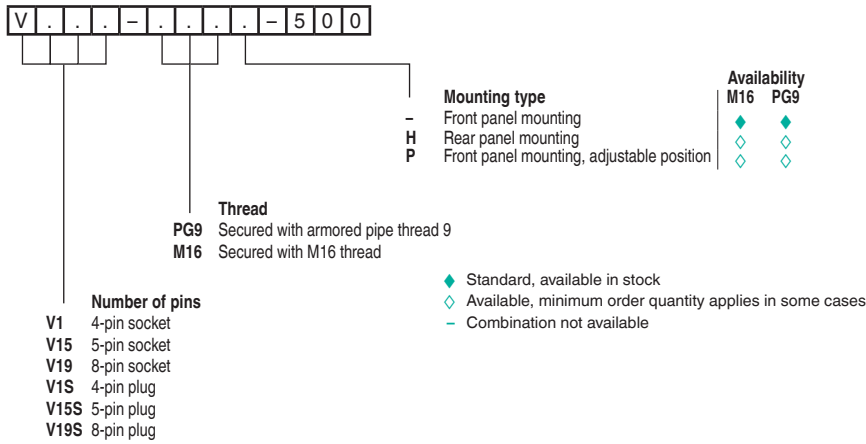 V . . . – . . . . – 5 0 0
Availability
Mounting type M16 PG9
– Front panel mounting ◆ ◆
H Rear panel mounting ◇ ◇
P Front panel mounting, adjustable position ◇ ◇
Thread
PG9 Secured with armored pipe thread 9
M16 Secured with M16 thread
◆ Standard, available in stock
◇ Available, minimum order quantity applies in some cases
– Combination not available
Number of pins
V1 4-pin socket
V15 5-pin socket
V19 8-pin socket
V1S 4-pin plug
V15S 5-pin plug
V19S 8-pin plug